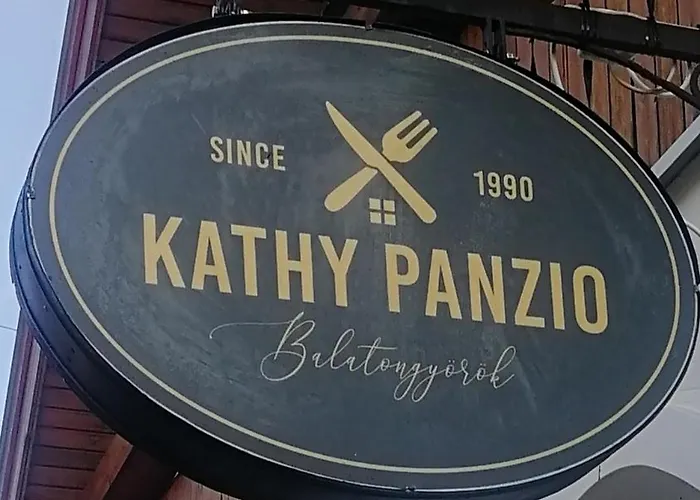 SINCE 1990
KATHY PANZIO
Balatongyörök